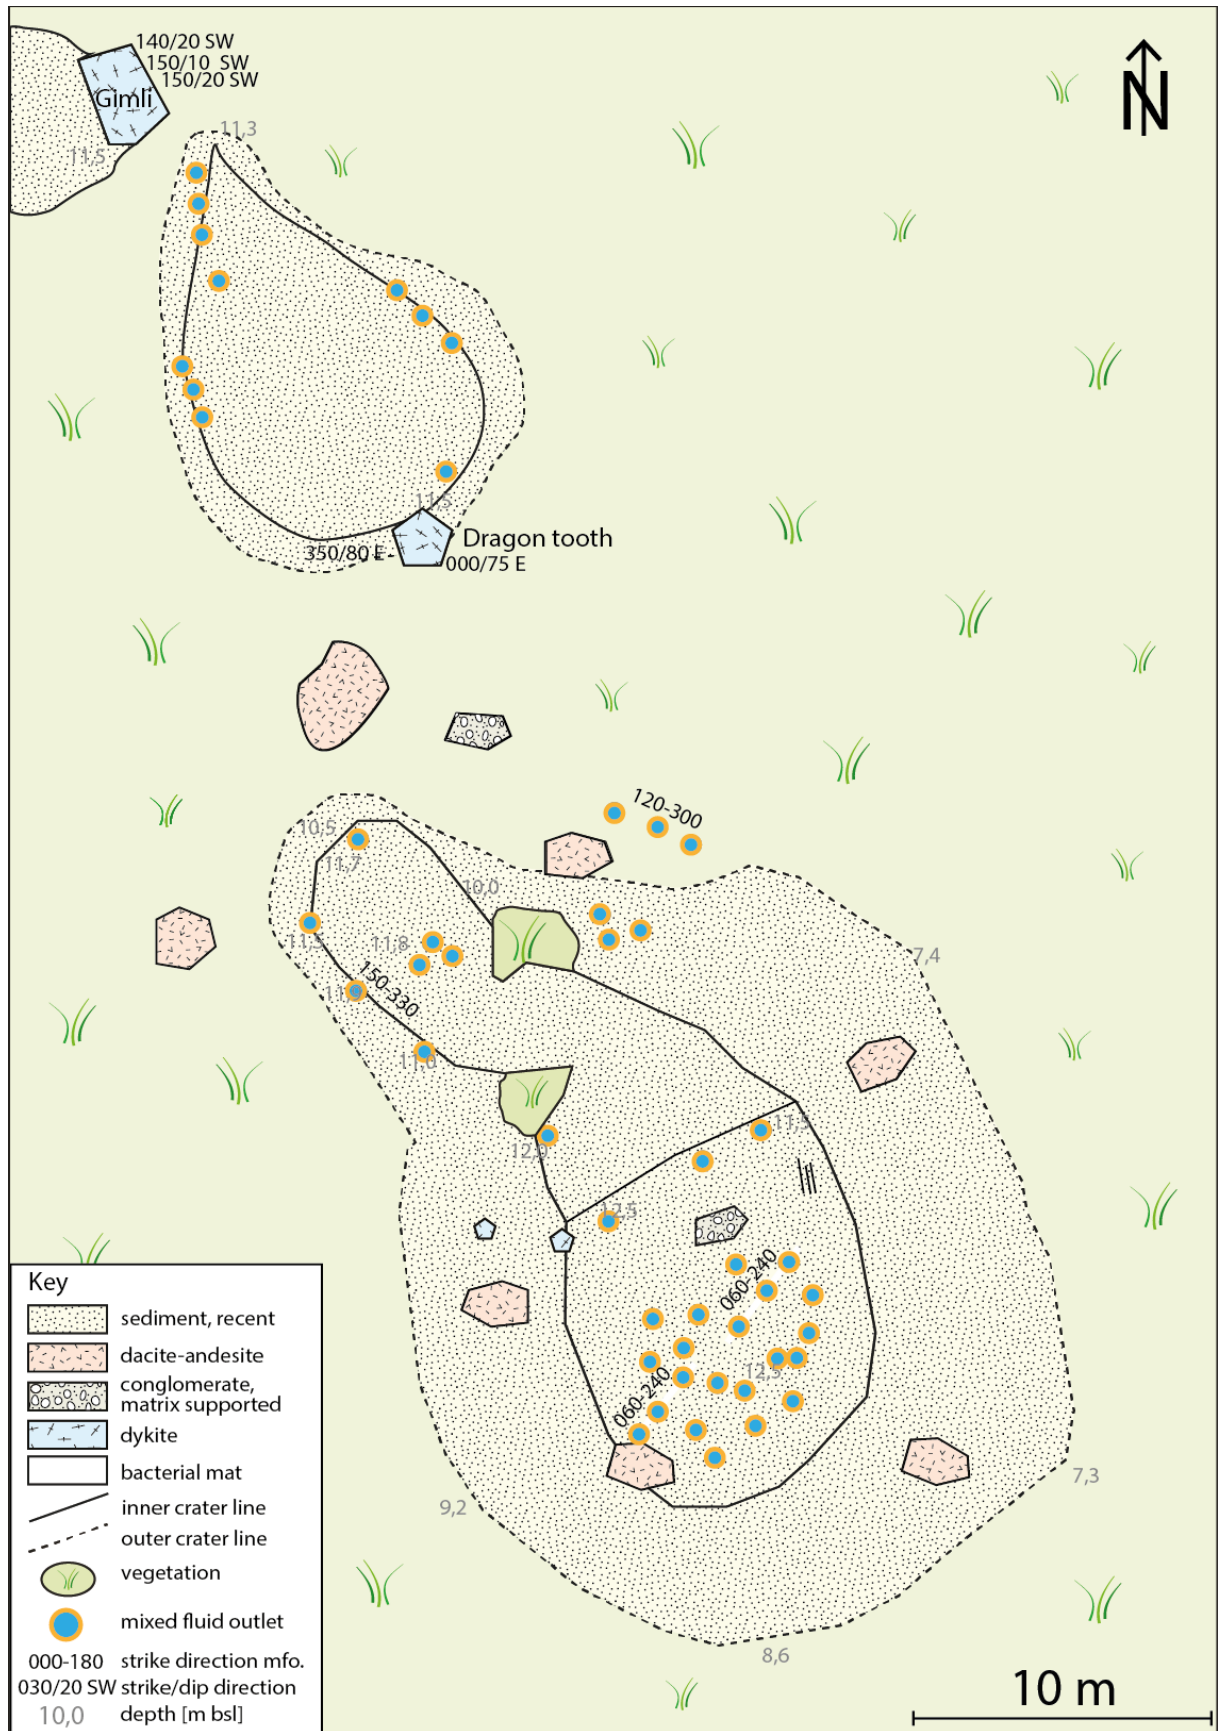 140/20 SW
150/10 SW
150/20 SW
Gimli
N
11,3
11,5
11,5
Dragon tooth
350/80 E
000/75 E
120-300
10,5
11,7
10,0
11,8
7,4
150-330
11,0
11,5
12,0
12,5
060-240
12,5
060-240
7,3
9,2
8,6
Key
sediment, recent
dacite-andesite
conglomerate,
matrix supported
dykite
bacterial mat
inner crater line
outer crater line
vegetation
mixed fluid outlet
000-180 strike direction mfo.
030/20 SW strike/dip direction
10,0 depth [m bsl]
10 m